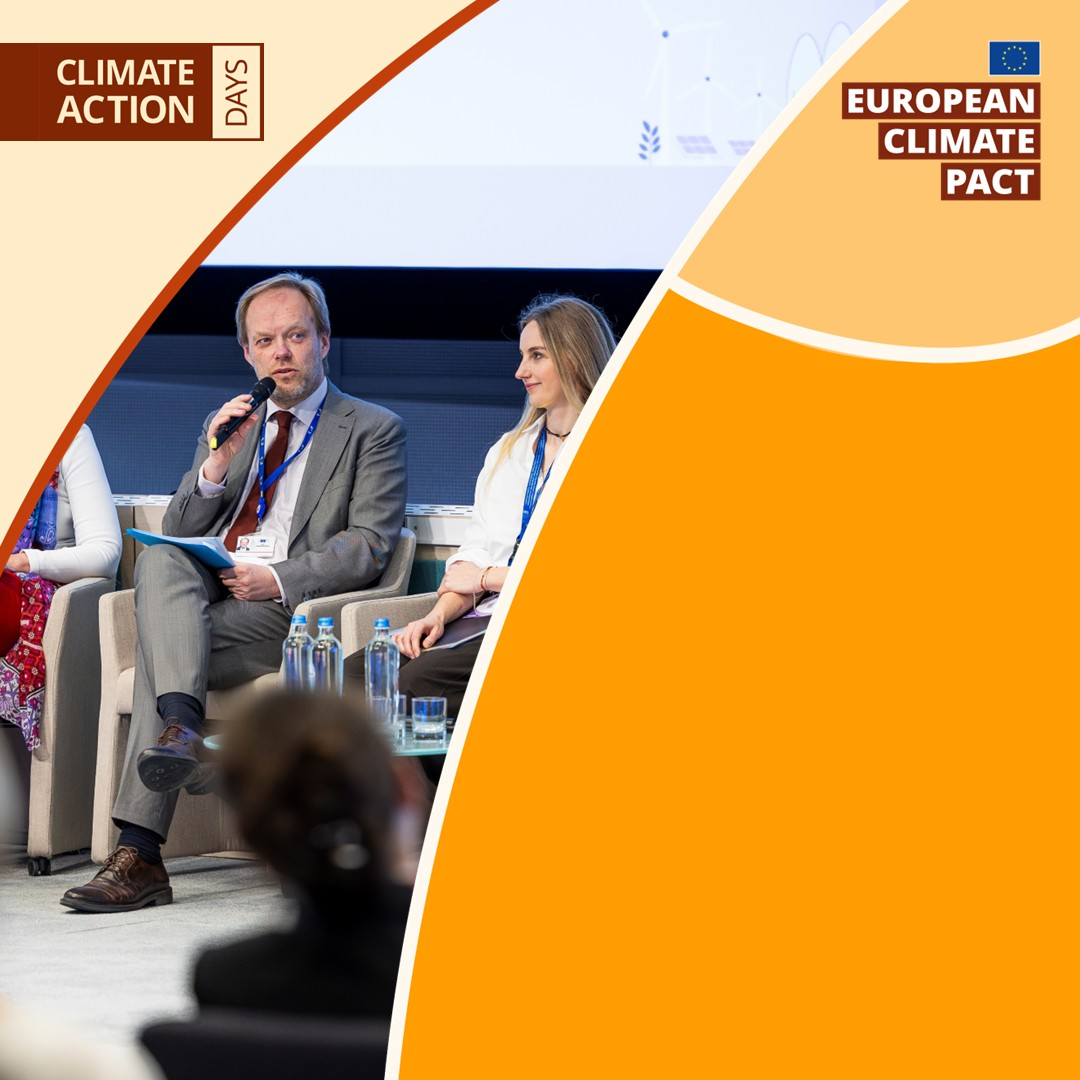 CLIMATE
ACTION
DAYS
EUROPEAN
CLIMATE
PACT